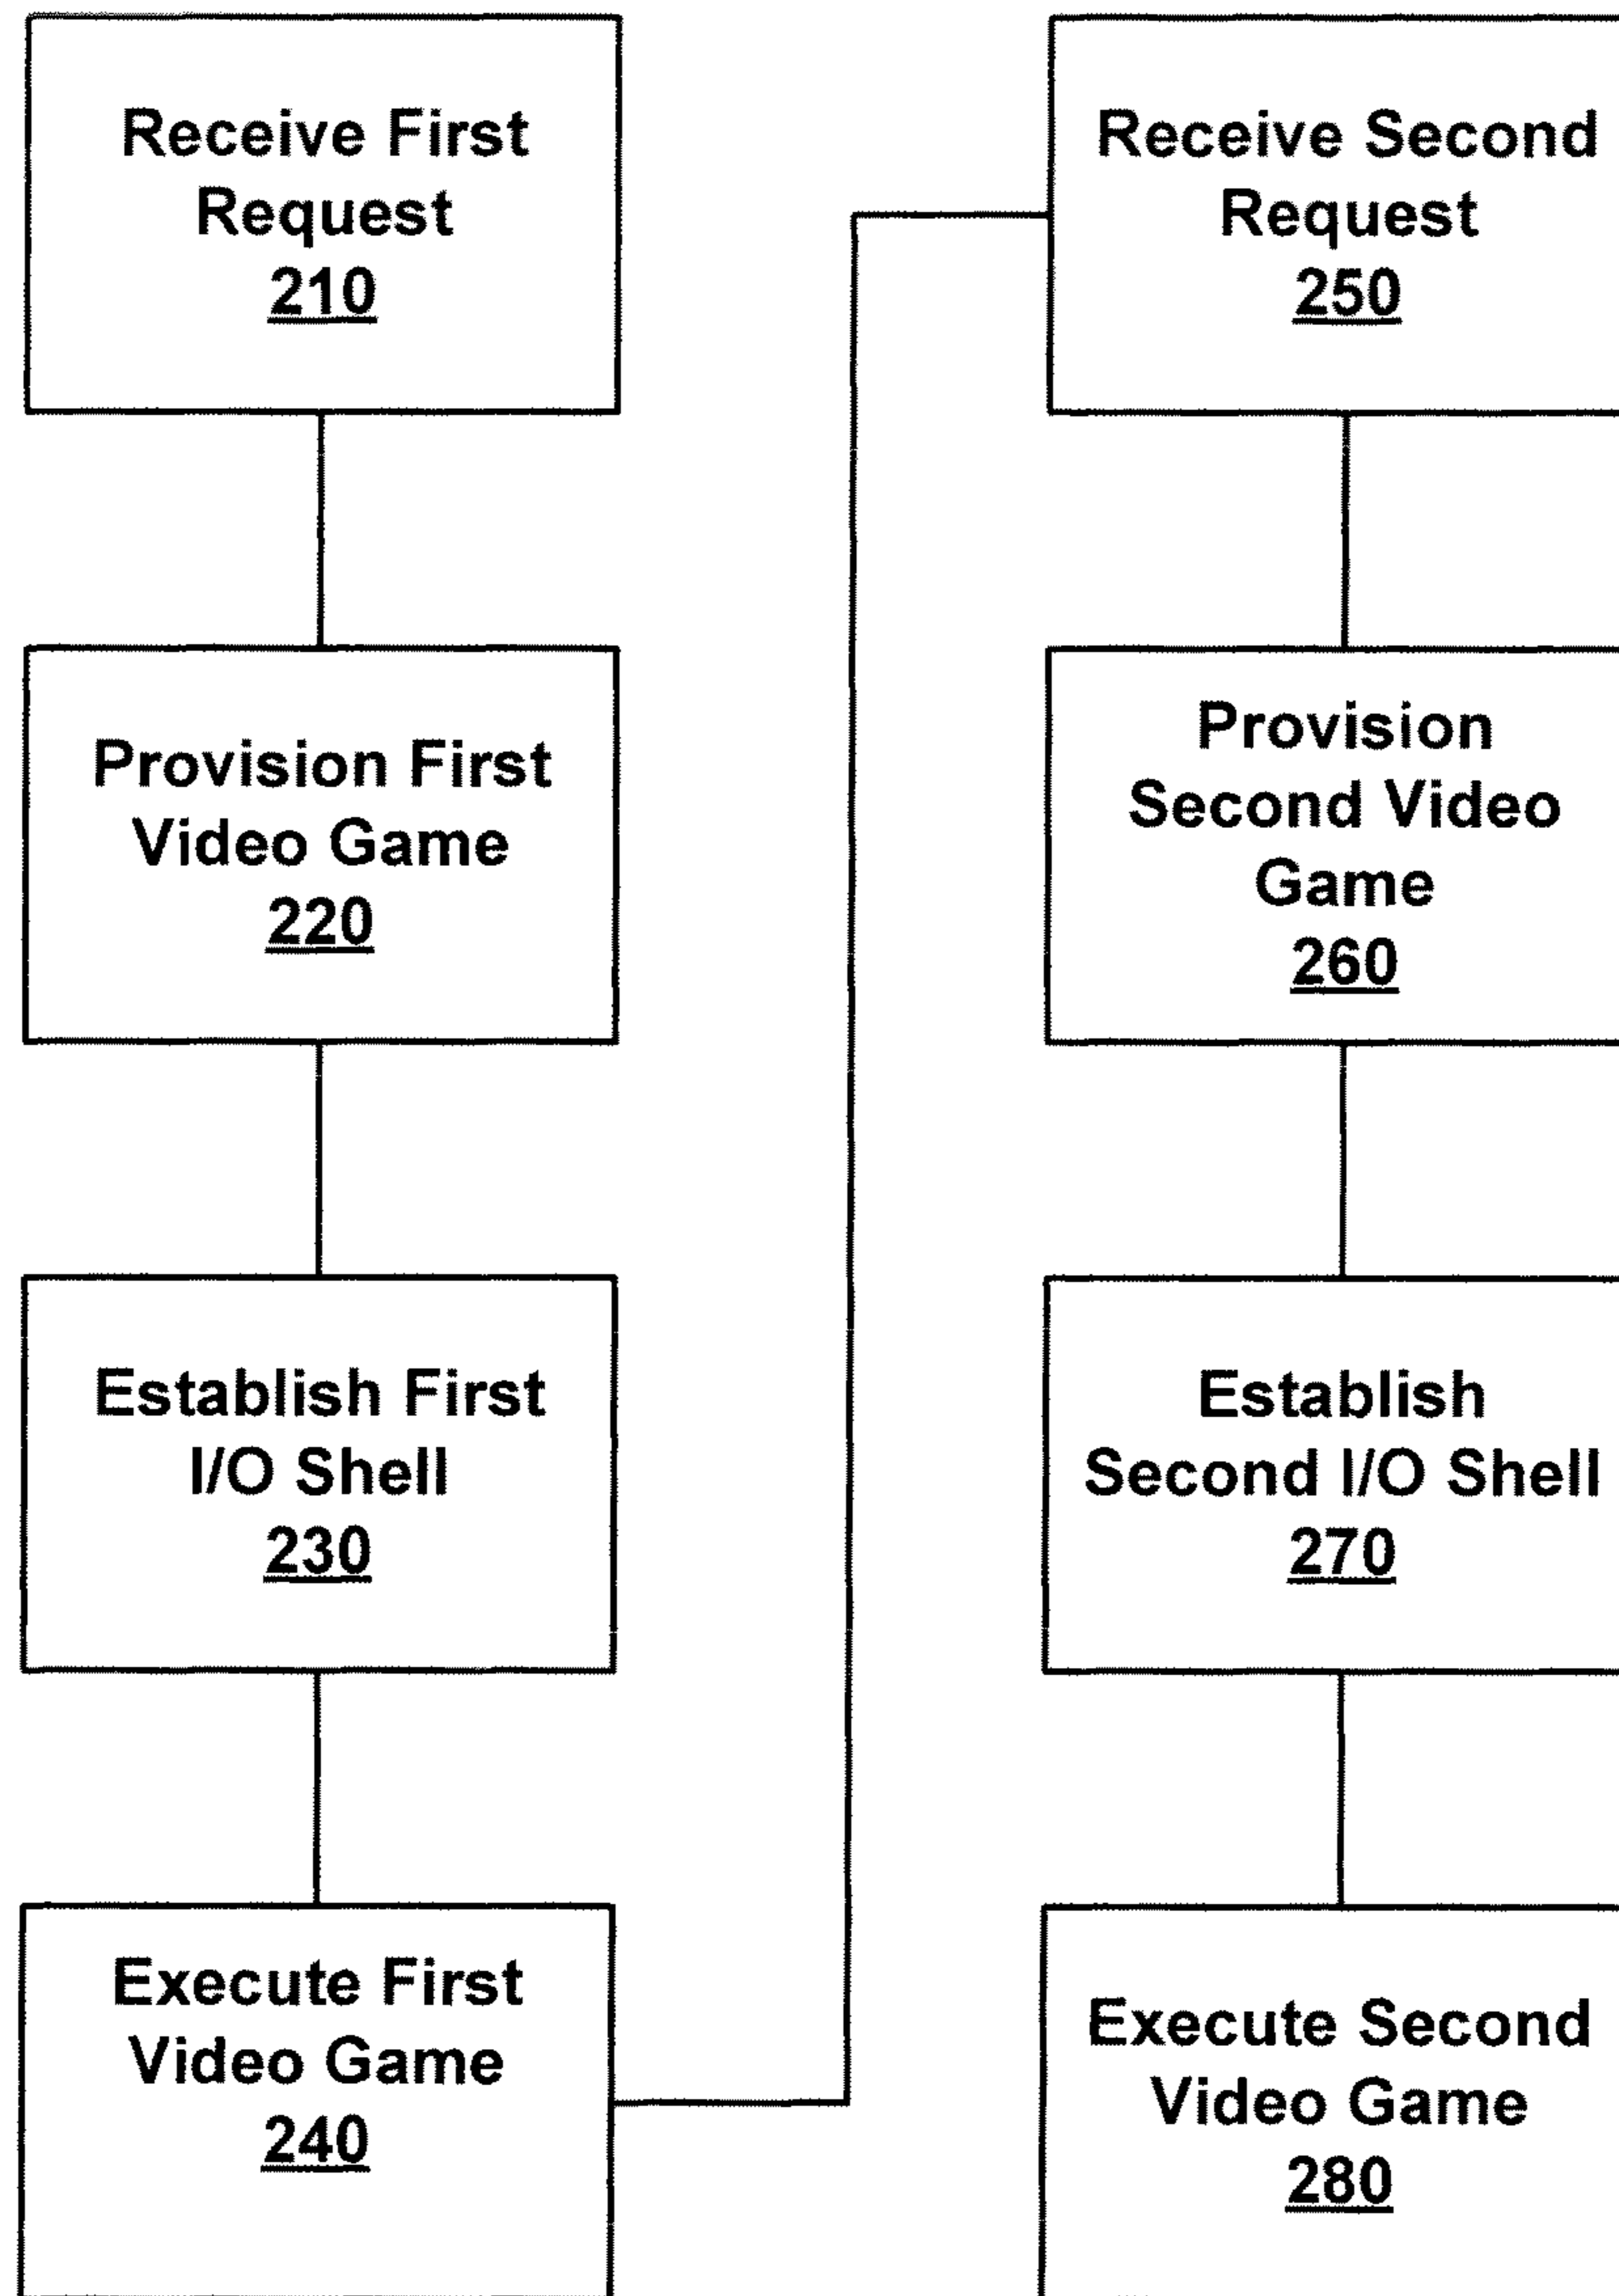 Receive First
Request
210
Provision First
Video Game
220
Establish First
I/O Shell
230
Execute First
Video Game
240
Receive Second
Request
250
Provision
Second Video
Game
260
Establish
Second I/O Shell
270
Execute Second
Video Game
280